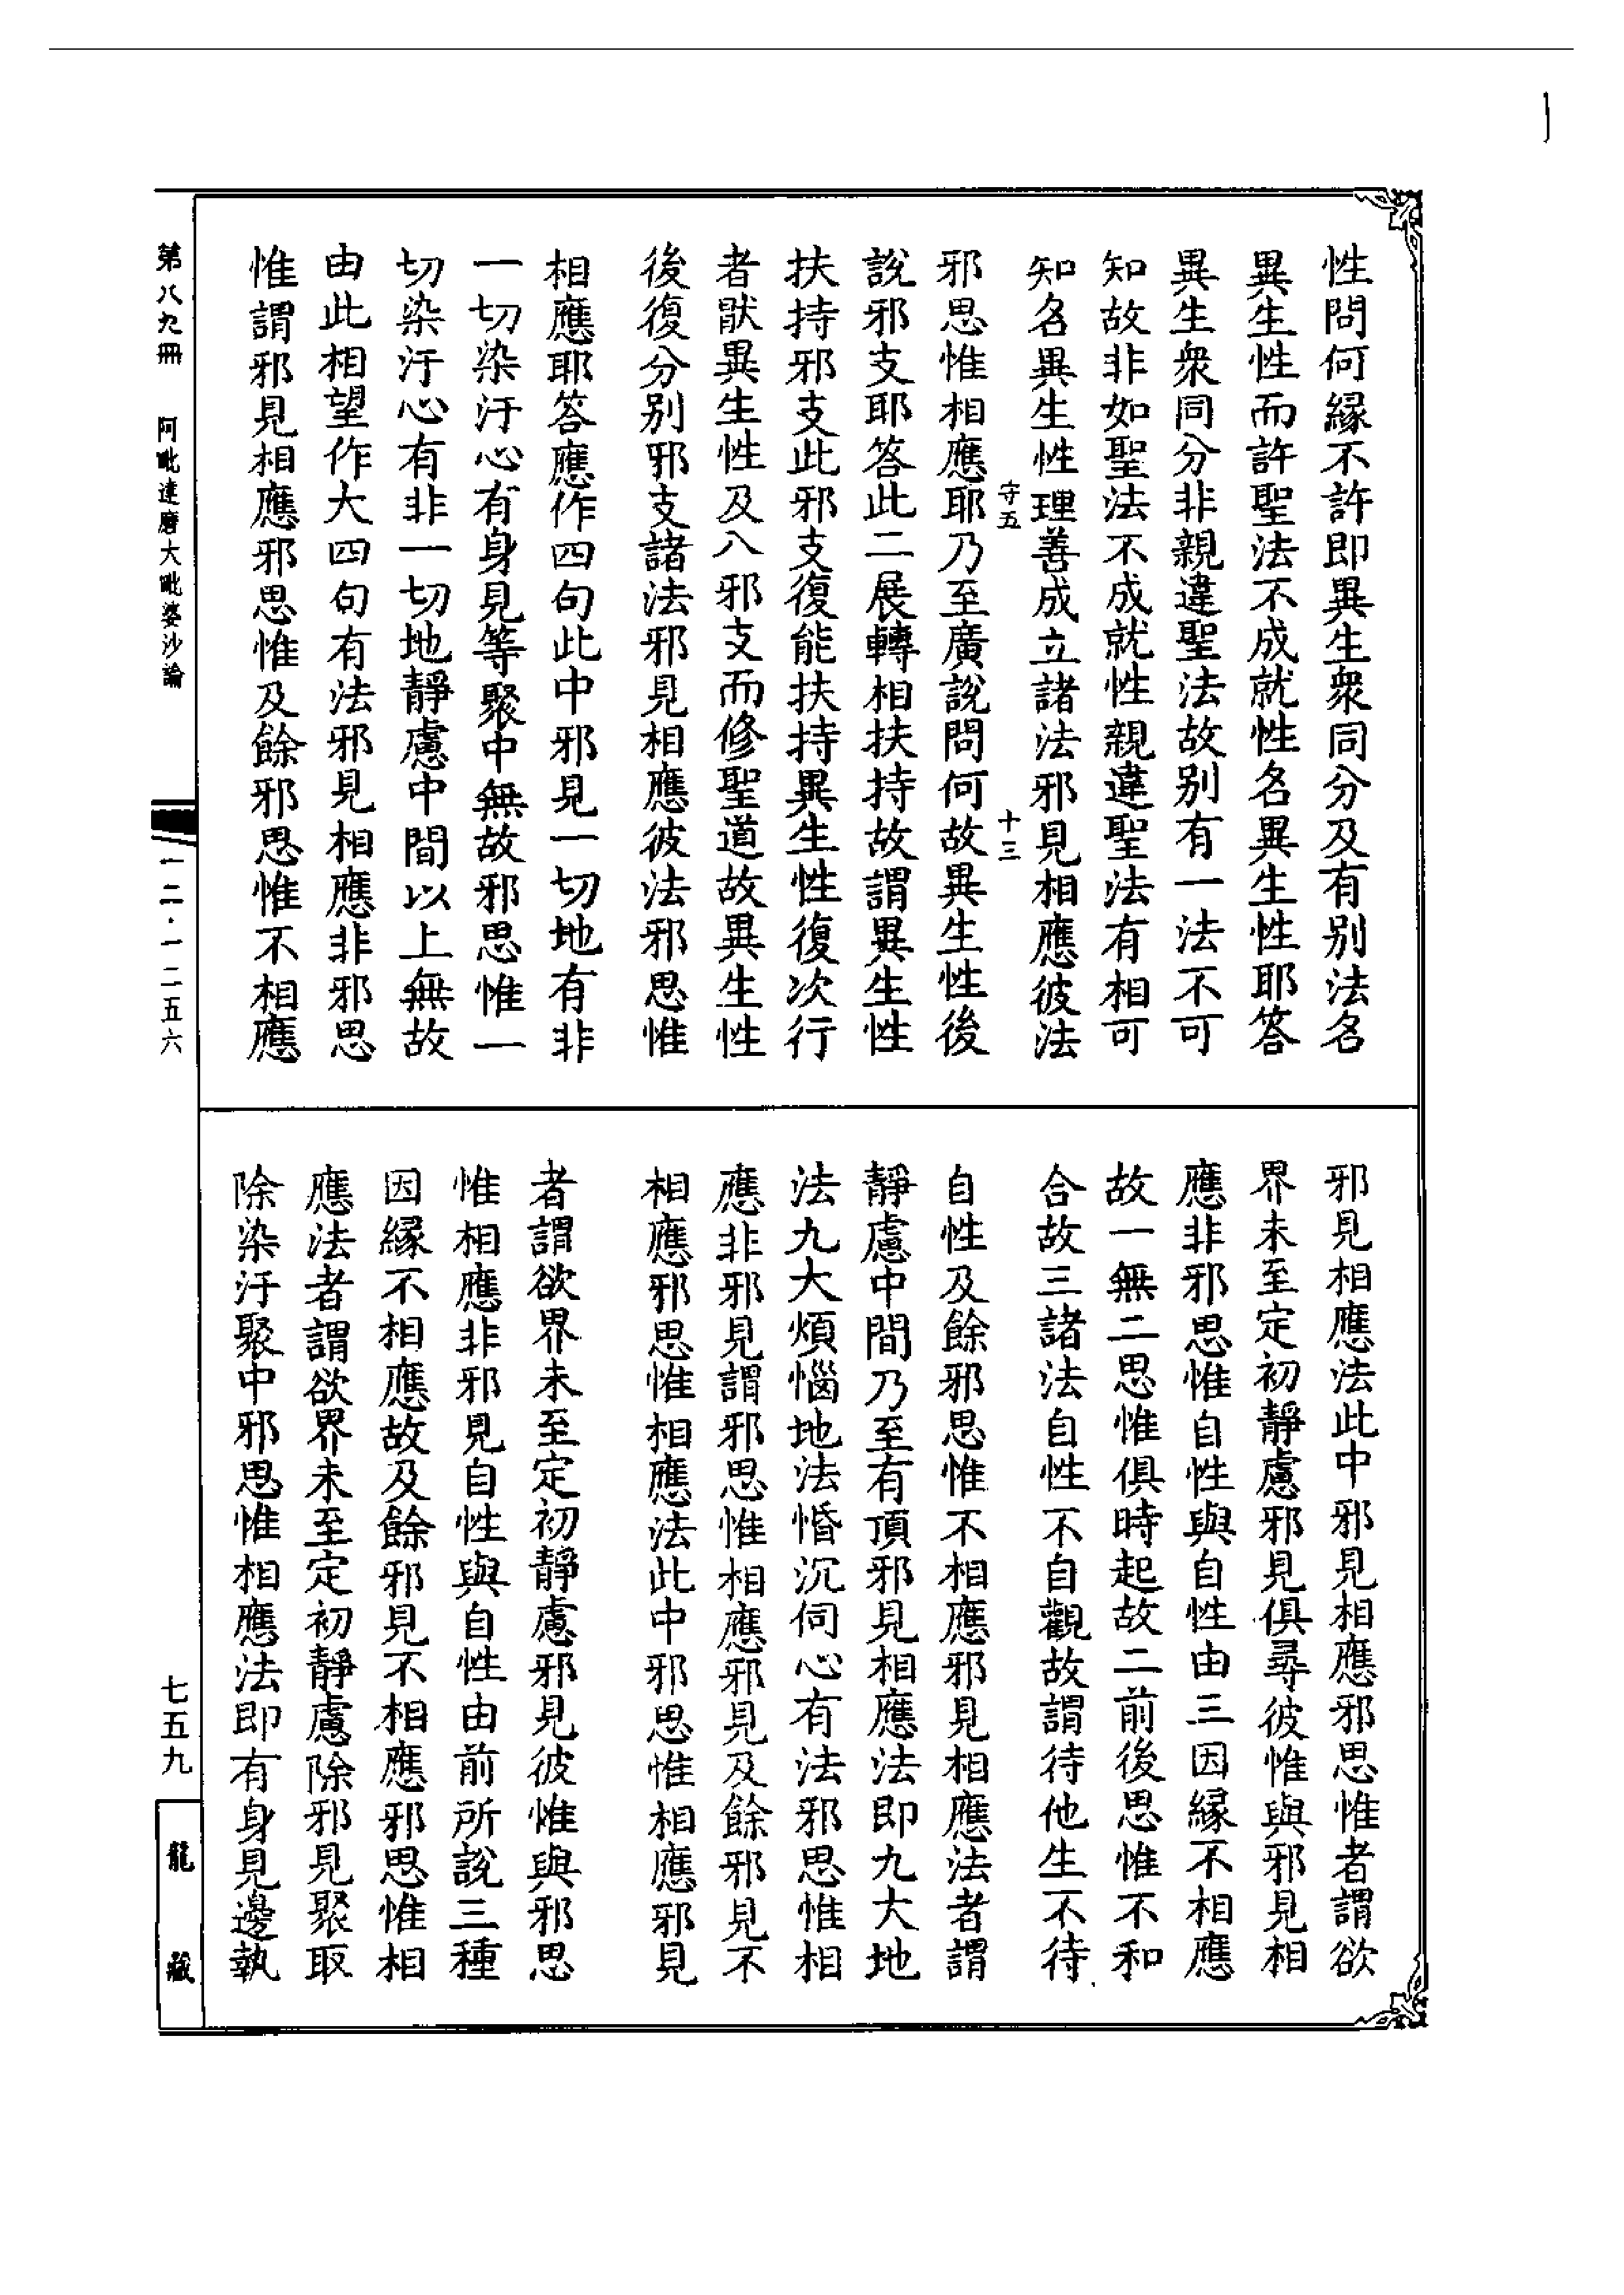 性問何緣不許即異生衆同分及有别法名
異生性而許聖法不成就性名異生性耶答
異生衆同分非親違聖法故别有一法不可
知故非如聖法不成就性親違聖法有相可
知名異生性理善成立諸法邪見相應彼法
守五
十三
邪思惟相應耶乃至廣說問何故異生性後
說邪支耶答此二展轉相扶持故謂異生性
扶持邪支此邪支復能扶持異生性復次行
者猒異生性及八邪支而修聖道故異生性
後復分别邪支諸法邪見相應彼法邪思惟
相應耶答應作四句此中邪見一切地有非
一切染汙心有身見等聚中無故邪思惟一
切染汙心有非一切地靜慮中間以上無故
由此相望作大四句有法邪見相應非邪思
惟謂邪見相應邪思惟及餘邪思惟不相應
邪見相應法此中邪見相應邪思惟者謂欲
界未至定初靜慮邪見俱尋彼惟與邪見相
應非邪思惟自性與自性由三因緣不相應
故一無二思惟俱時起故二前後思惟不和
合故三諸法自性不自觀故謂待他生不待
自性及餘邪思惟不相應邪見相應法者謂
靜慮中間乃至有頂邪見相應法即九大地
法九大煩惱地法惛沉伺心有法邪思惟相
應非邪見謂邪思惟相應邪見及餘邪見不
相應邪思惟相應法此中邪思惟相應邪見
者謂欲界未至定初靜慮邪見彼惟與邪思
惟相應非邪見自性與自性由前所說三種
因緣不相應故及餘邪見不相應邪思惟相
應法者謂欲界未至定初靜慮除邪見聚取
除染汙聚中邪思惟相應法即有身見邊執
第八九冊 阿毗達磨大毗婆沙論
一二·一二五六
七五九
龍藏